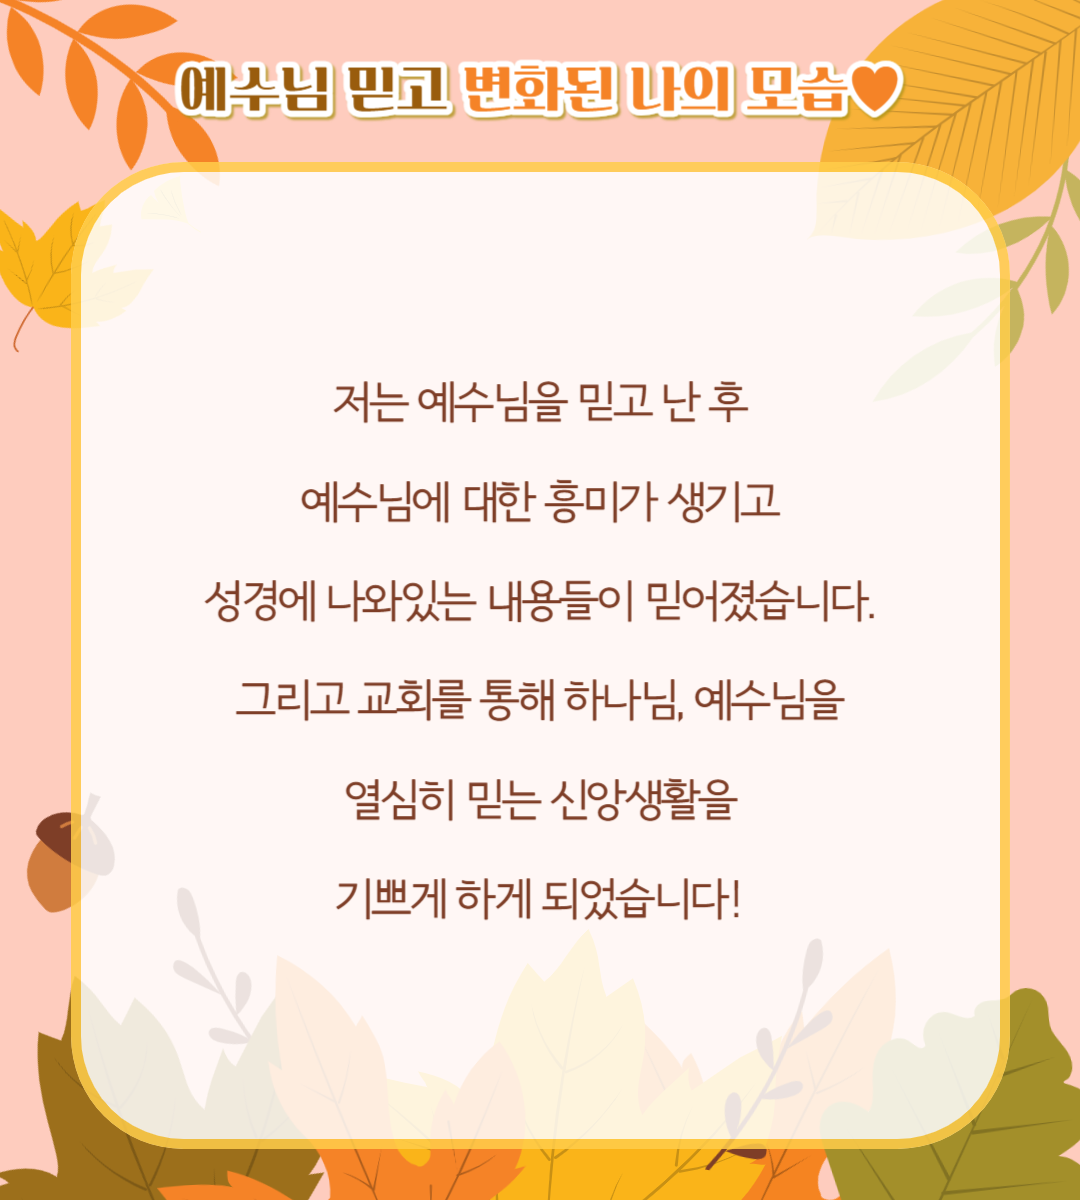 예수님 믿고 변화된 나의 모습♥
저는 예수님을 믿고 난 후
예수님에 대한 흥미가 생기고
성경에 나와있는 내용들이 믿어졌습니다.
그리고 교회를 통해 하나님, 예수님을
열심히 믿는 신앙생활을
기쁘게 하게 되었습니다!